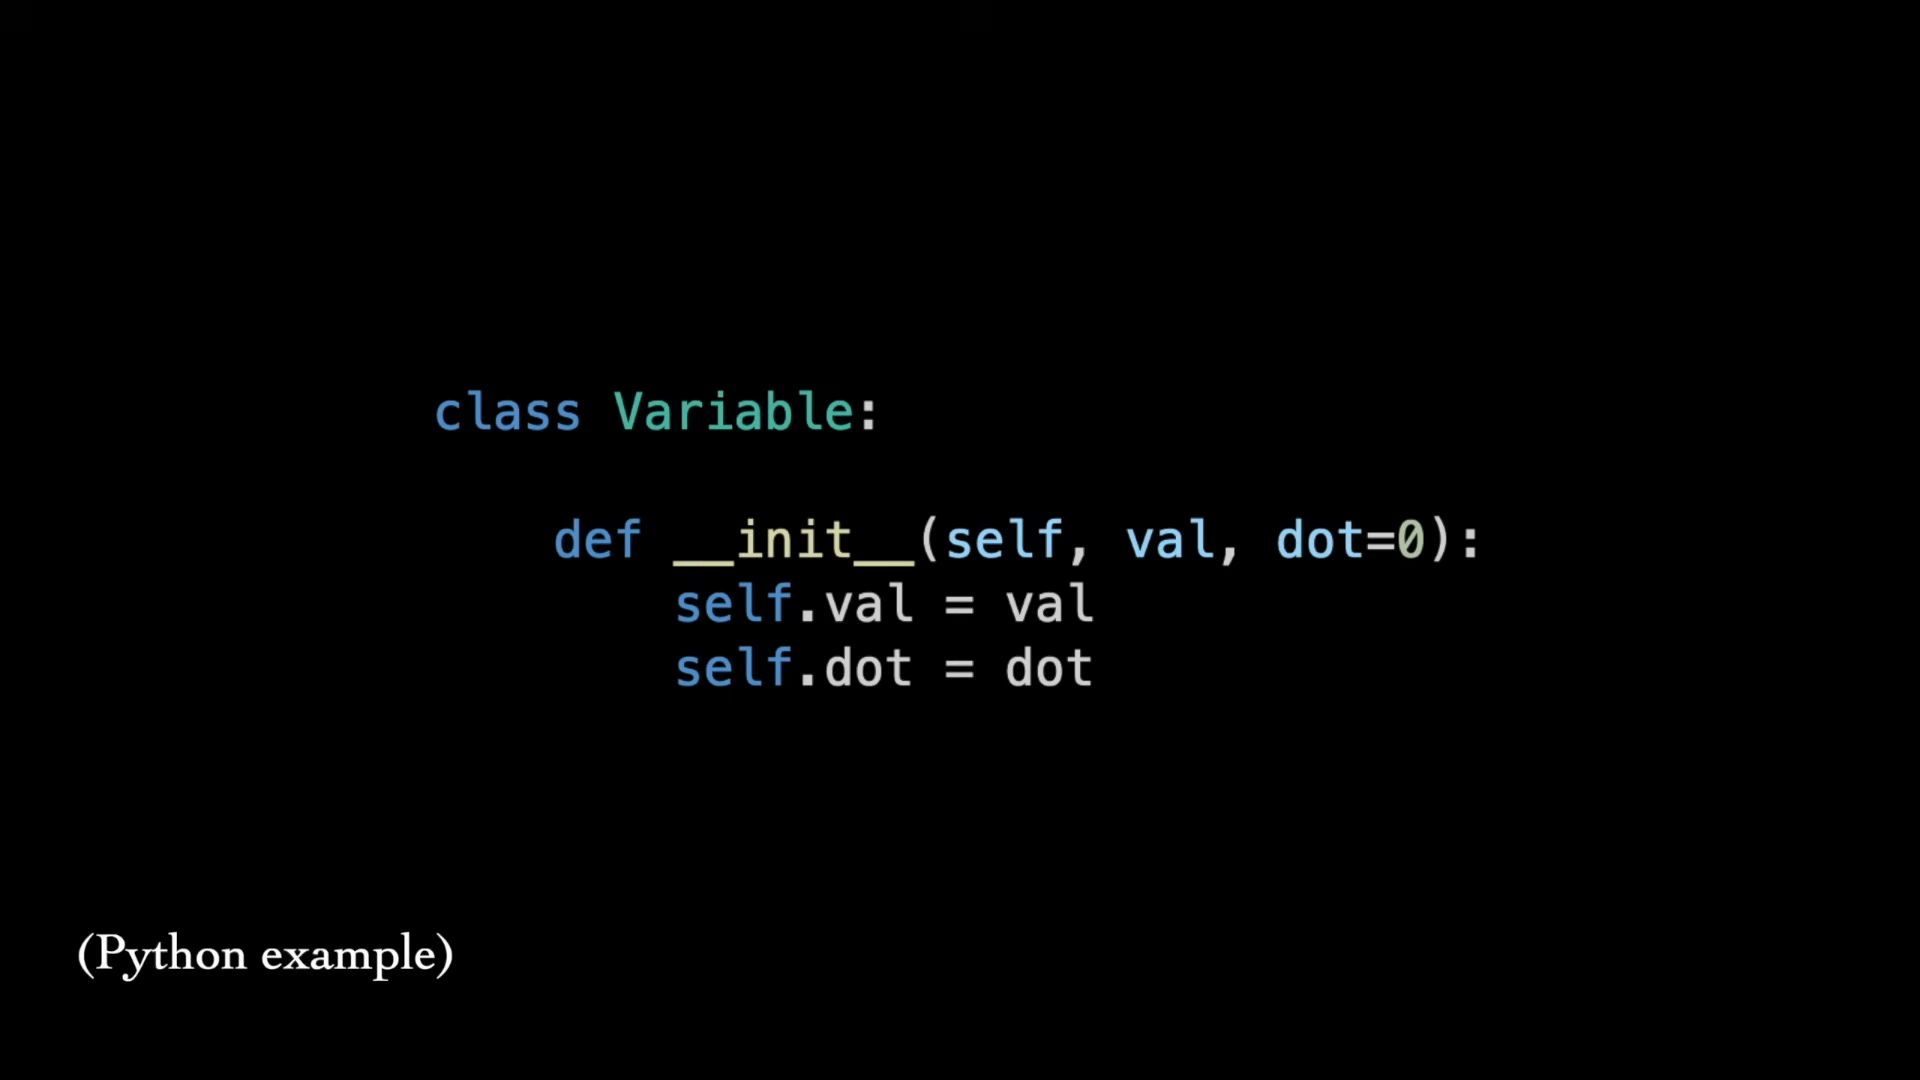 class Variable:
    def __init__(self, val, dot=0):
        self.val = val
        self.dot = dot
(Python example)